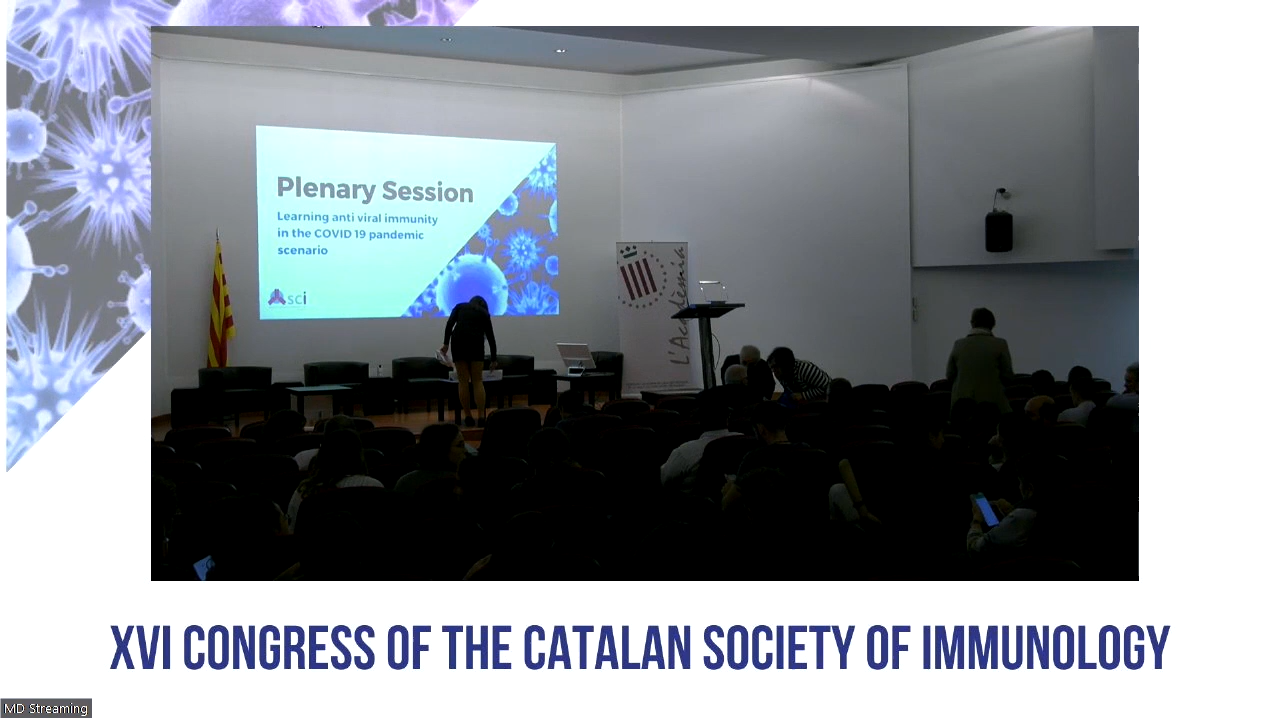 Plenary Session
Learning anti viral immunity
in the COVID 19 pandemic
scenario
sci
L'Acadèmia
XVI CONGRESS OF THE CATALAN SOCIETY OF IMMUNOLOGY
MD Streaming